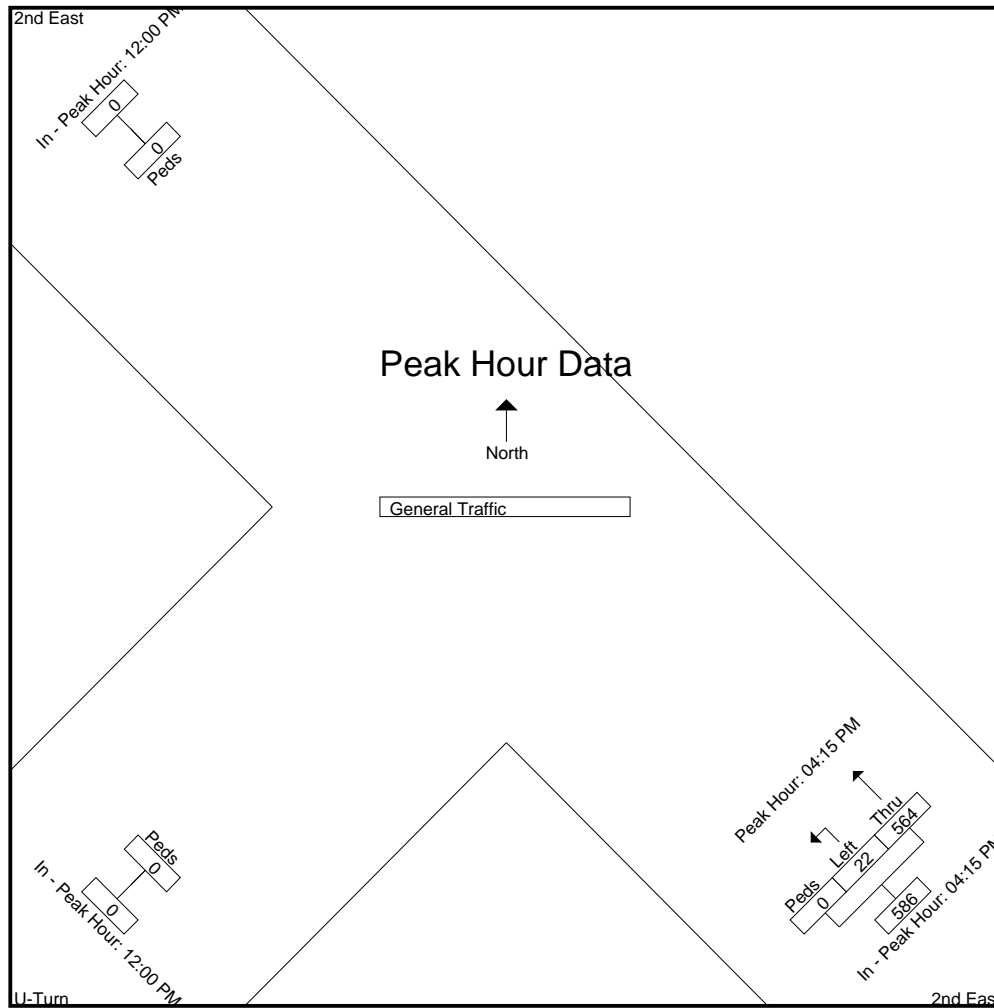 2nd East
In - Peak Hour: 12:00 PM
0
0
Peds
Peak Hour Data
North
General Traffic
Peak Hour: 04:15 PM
Thru
564
Left
22
Peds
0
586
In - Peak Hour: 04:15 PM
Peds
0
0
In - Peak Hour: 12:00 PM
U-Turn
2nd Eas